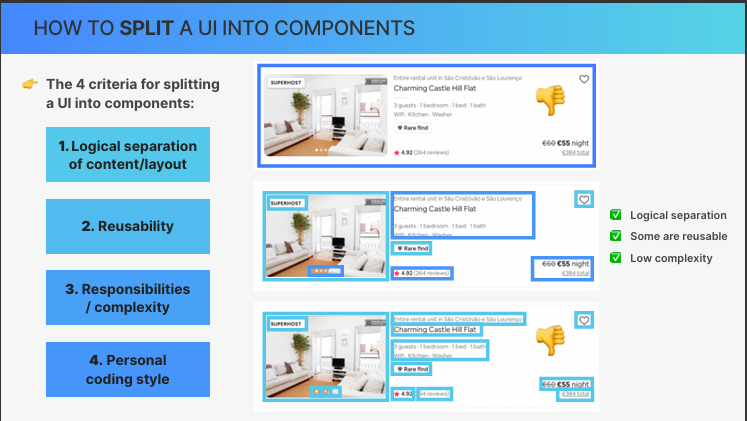 HOW TO SPLIT A UI INTO COMPONENTS
The 4 criteria for splitting
a UI into components:
1. Logical separation
of content/layout
2. Reusability
3. Responsibilities
/ complexity
4. Personal
coding style
SUPERHOST
Entire rental unit in São Cristóvão e São Lourenço
Charming Castle Hill Flat
3 guests · 1 bedroom · 1 bed · 1 bath
Wifi · Kitchen · Washer
Rare find
4.92 (264 reviews)
€60 €55 night
€384 total
SUPERHOST
Entire rental unit in São Cristóvão e São Lourenço
Charming Castle Hill Flat
3 guests · 1 bedroom · 1 bed · 1 bath
Wifi · Kitchen · Washer
Rare find
4.92 (264 reviews)
€60 €55 night
€384 total
Logical separation
Some are reusable
Low complexity
SUPERHOST
Entire rental unit in São Cristóvão e São Lourenço
Charming Castle Hill Flat
3 guests · 1 bedroom · 1 bed · 1 bath
Wifi · Kitchen · Washer
Rare find
4.92 64 reviews)
€60 €55 night
€384 total